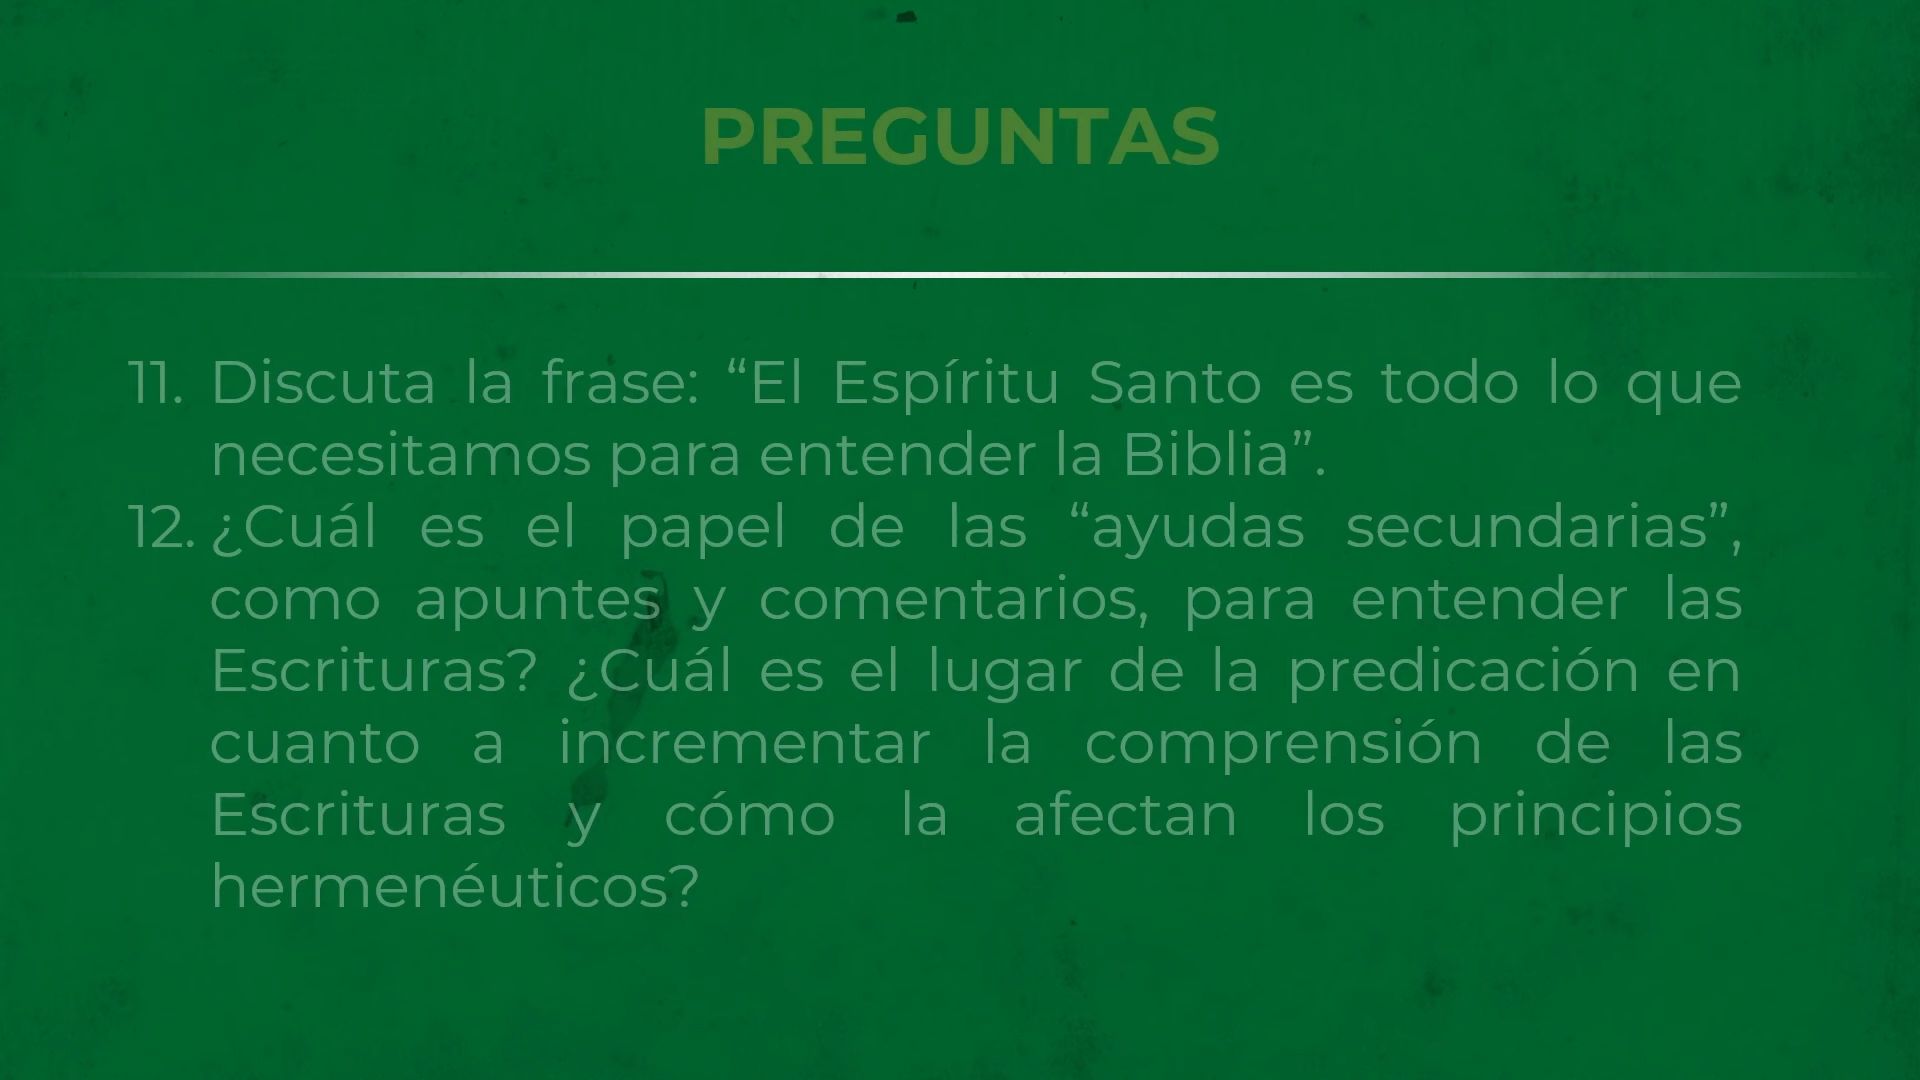 PREGUNTAS
11. Discuta la frase: “El Espíritu Santo es todo lo que
necesitamos para entender la Biblia”.
12. ¿Cuál es el papel de las “ayudas secundarias”,
como apuntes y comentarios, para entender las
Escrituras? ¿Cuál es el lugar de la predicación en
cuanto a incrementar la comprensión de las
Escrituras y cómo la afectan los principios
hermenéuticos?